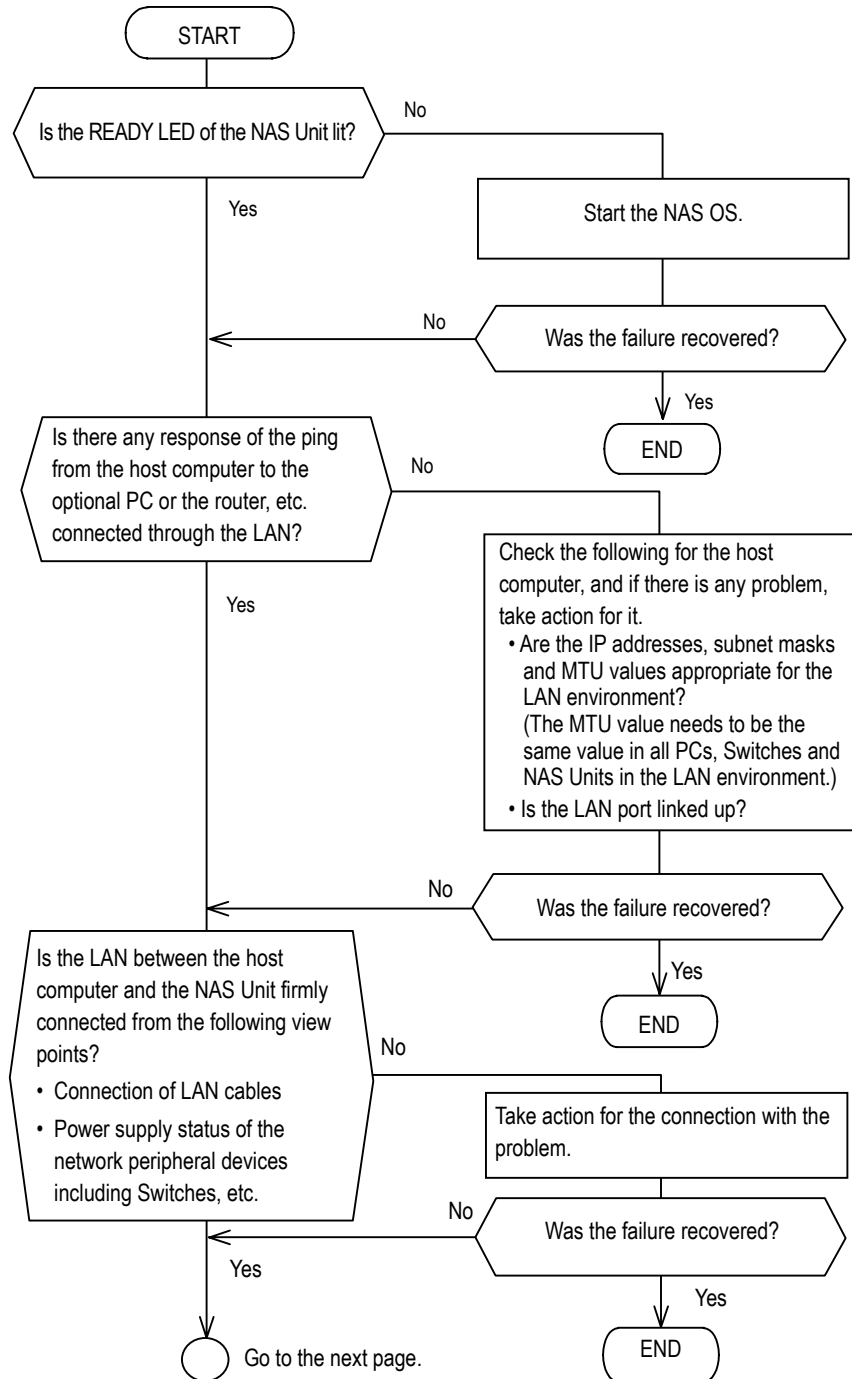 START
Is the READY LED of the NAS Unit lit?
No
Yes
Start the NAS OS.
No
Was the failure recovered?
Yes
END
Is there any response of the ping
from the host computer to the
optional PC or the router, etc.
connected through the LAN?
No
Yes
Check the following for the host
computer, and if there is any problem,
take action for it.
• Are the IP addresses, subnet masks
and MTU values appropriate for the
LAN environment?
(The MTU value needs to be the
same value in all PCs, Switches and
NAS Units in the LAN environment.)
• Is the LAN port linked up?
No
Was the failure recovered?
Yes
END
Is the LAN between the host
computer and the NAS Unit firmly
connected from the following view
points?
• Connection of LAN cables
• Power supply status of the
network peripheral devices
including Switches, etc.
No
Take action for the connection with the
problem.
No
Was the failure recovered?
Yes
Yes
END
Go to the next page.